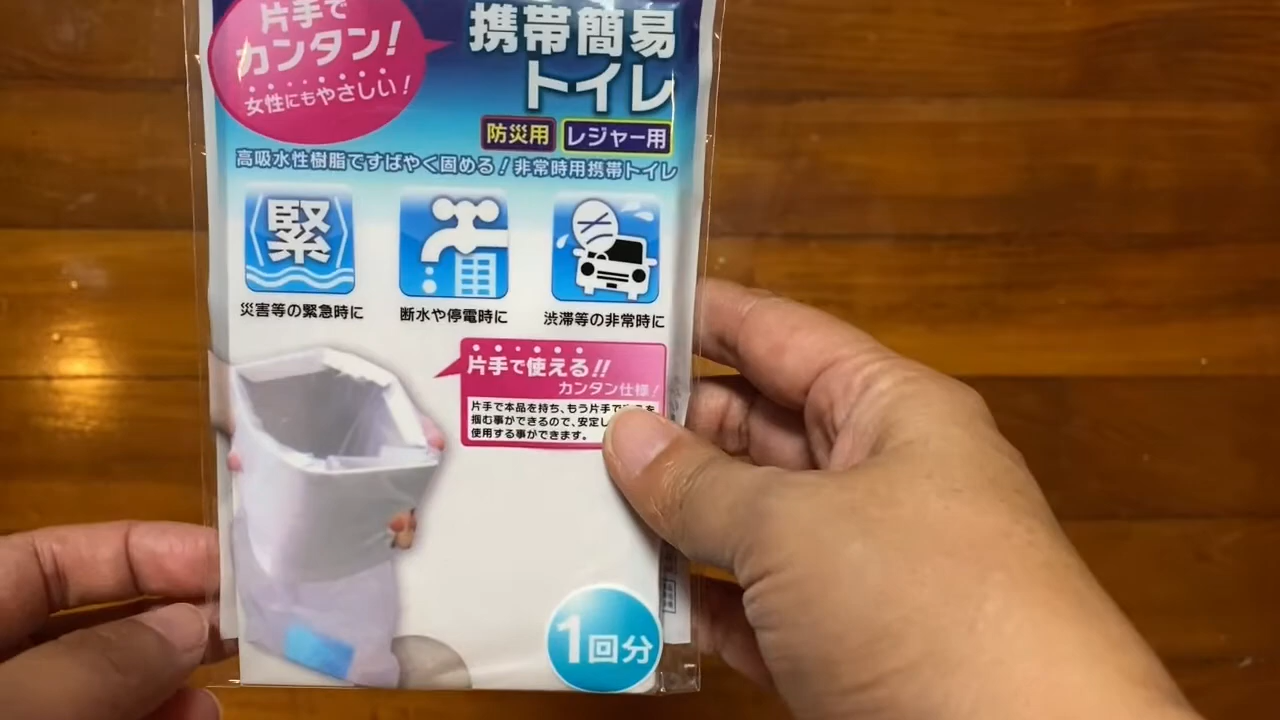 片手で
カンタン!
女性にもやさしい!
携帯簡易
トイレ
防災用 レジャー用
高吸水性樹脂ですばやく固める!非常時用携帯トイレ
緊
災害等の緊急時に
断水や停電時に
渋滞等の非常時に
片手で使える!!
カンタン仕様!
片手で本品を持ち、もう片手で を
掴む事ができるので、安定し
使用する事ができます。
1回分